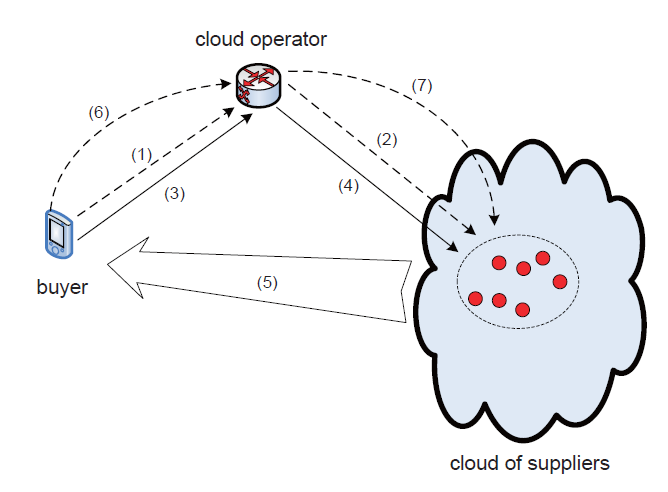 cloud operator
(6)
(7)
(1)
(2)
(3)
(4)
(5)
buyer
cloud of suppliers